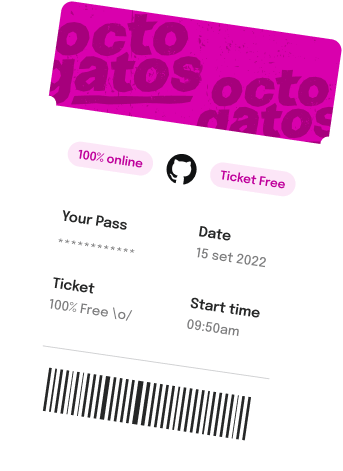 octo
gatos
octo
gatos
100% online
Ticket Free
Your Pass
************
Date
15 set 2022
Ticket
100% Free \o/
Start time
09:50am